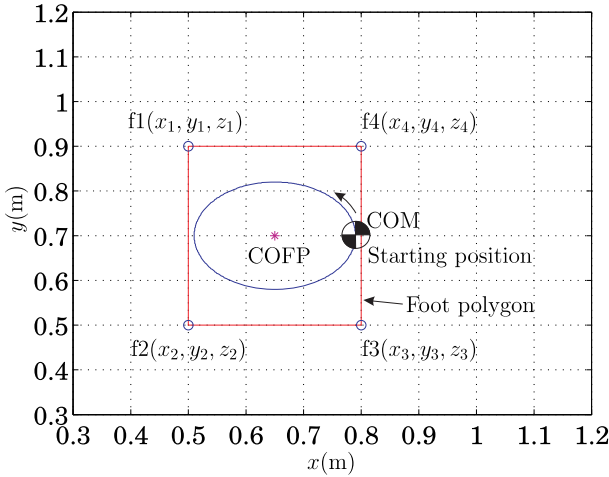 1.2
1.1
1
f1(x₁, y₁, z₁) f4(x₄, y₄, z₄)
0.9
0.8
COM
0.7
COFP Starting position
0.6
Foot polygon
0.5
f2(x₂, y₂, z₂) f3(x₃, y₃, z₃)
0.4
0.3
y(m)
0.3 0.4 0.5 0.6 0.7 0.8 0.9 1 1.1 1.2
x(m)